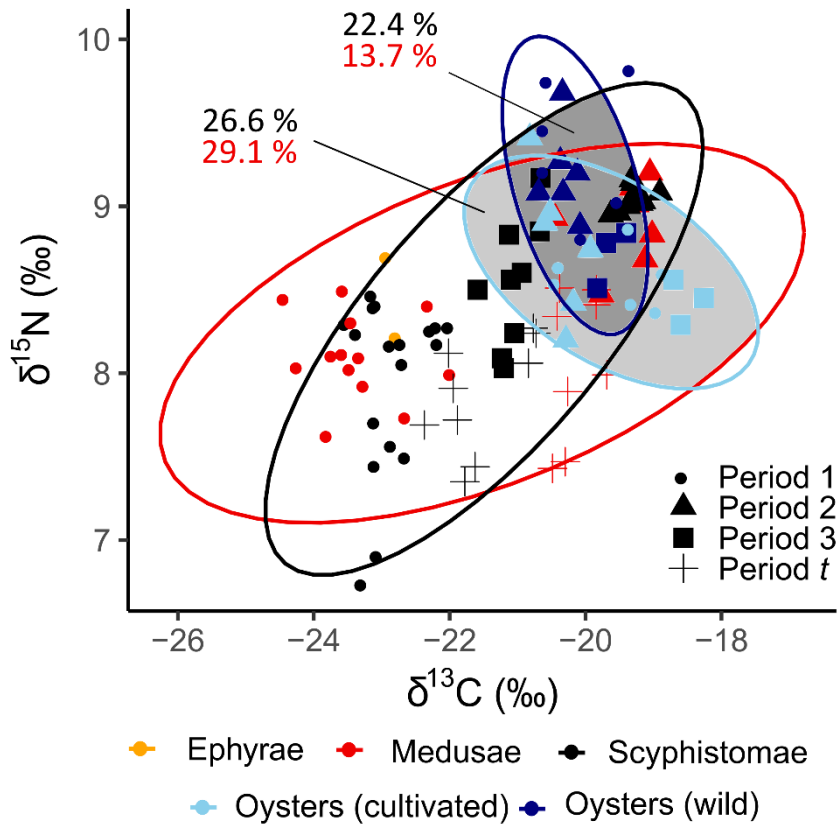 22.4 %
13.7 %
26.6 %
29.1 %
10
9
8
7
δ15N (‰)
Period 1
Period 2
Period 3
Period t
−26 −24 −22 −20 −18
δ13C (‰)
Ephyrae Medusae Scyphistomae
Oysters (cultivated) Oysters (wild)